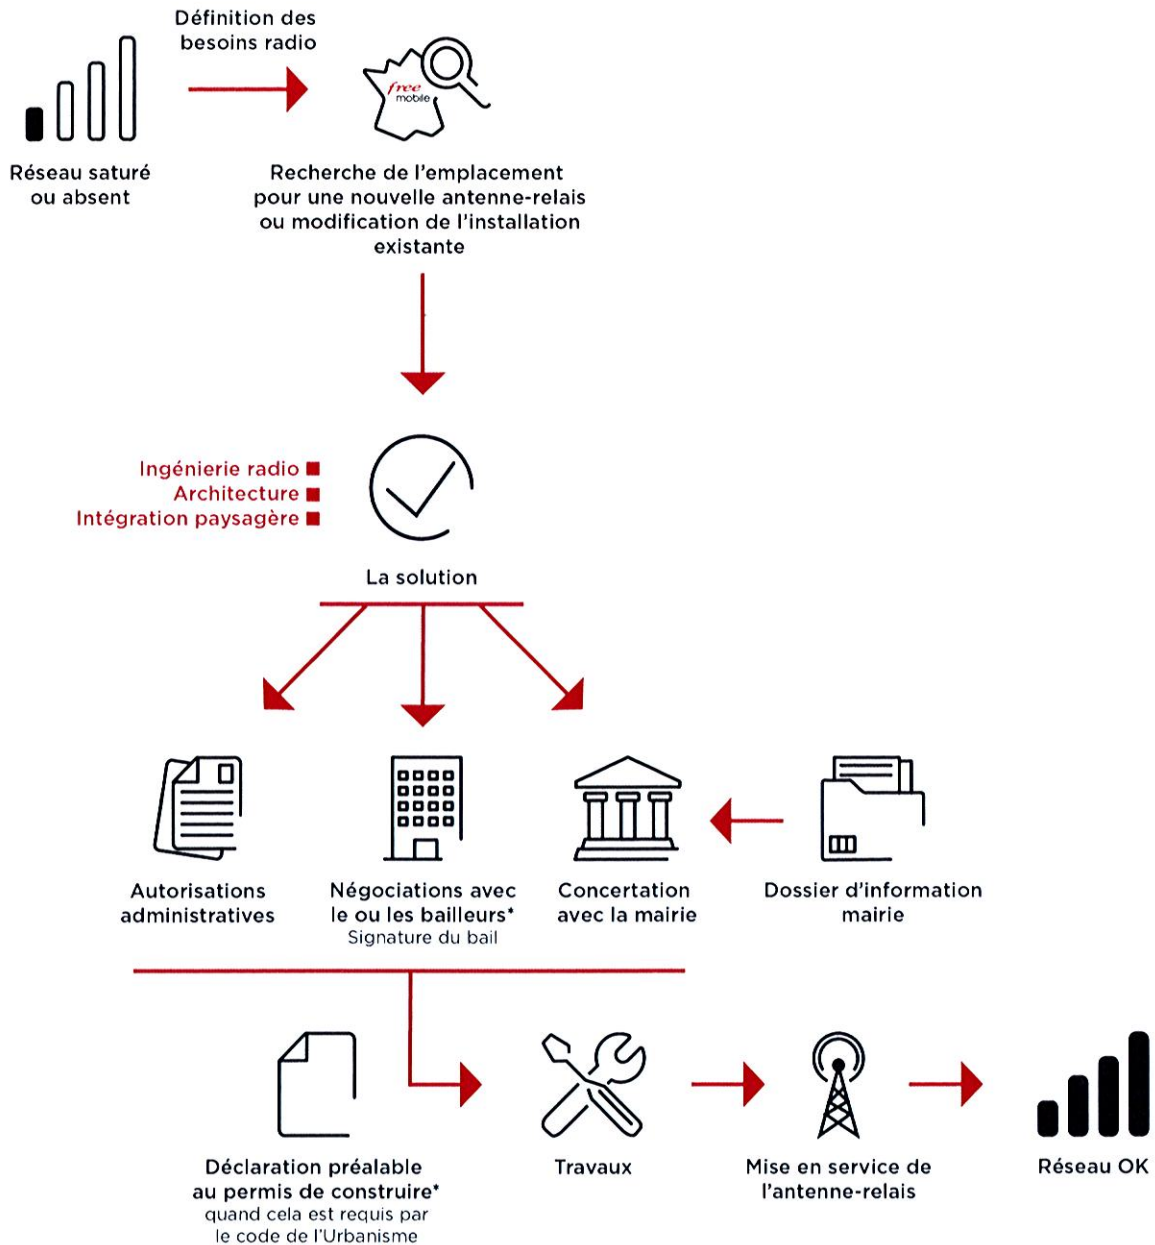 Définition des
besoins radio
Réseau saturé
ou absent
free
mobile
Recherche de l'emplacement
pour une nouvelle antenne-relais
ou modification de l'installation
existante
Ingénierie radio
Architecture
Intégration paysagère
La solution
Autorisations
administratives
Négociations avec
le ou les bailleurs*
Signature du bail
Concertation
avec la mairie
Dossier d'information
mairie
Déclaration préalable
au permis de construire*
quand cela est requis par
le code de l'Urbanisme
Travaux
Mise en service de
l'antenne-relais
Réseau OK